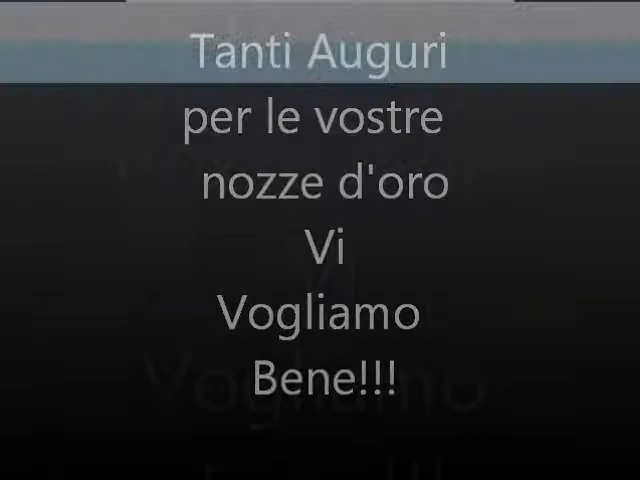 Tanti Auguri
per le vostre
nozze d'oro
Vi
Vogliamo
Bene!!!